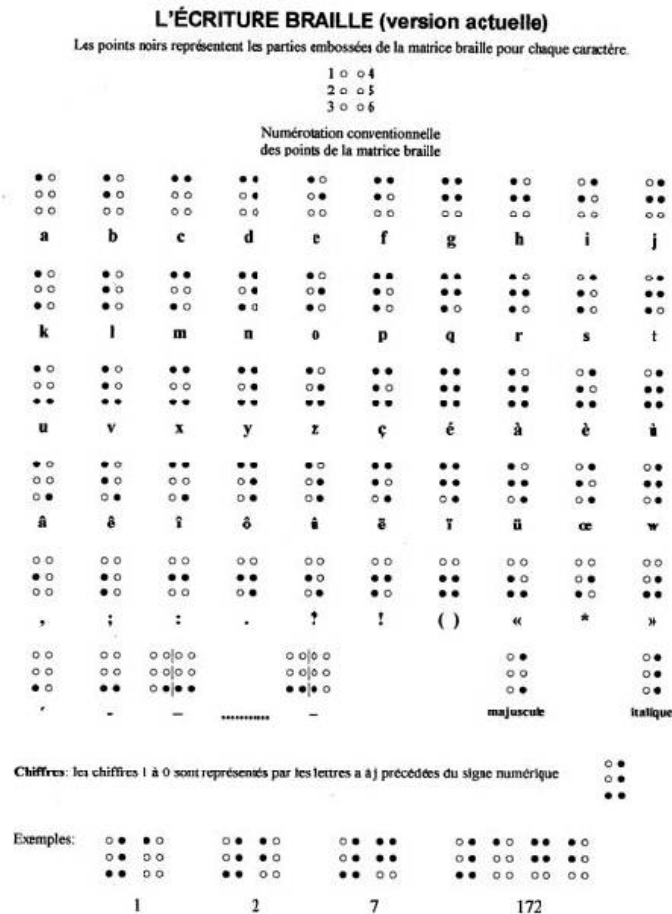 L'ÉCRITURE BRAILLE (version actuelle)
Les points noirs représentent les parties embossées de la matrice braille pour chaque caractère.
1 4
2 5
3 6
Numérotation conventionnelle
des points de la matrice braille
a b c d e f g h i j
k l m n o p q r s t
u v x y z ç é à è ù
â ê î ô û ë ï ü œ w
, ; : . ? ! ( ) « * »
' - – ........... – majuscule italique
Chiffres: les chiffres 1 à 0 sont représentés par les lettres a à j précédées du signe numérique
Exemples:
1 2 7 172